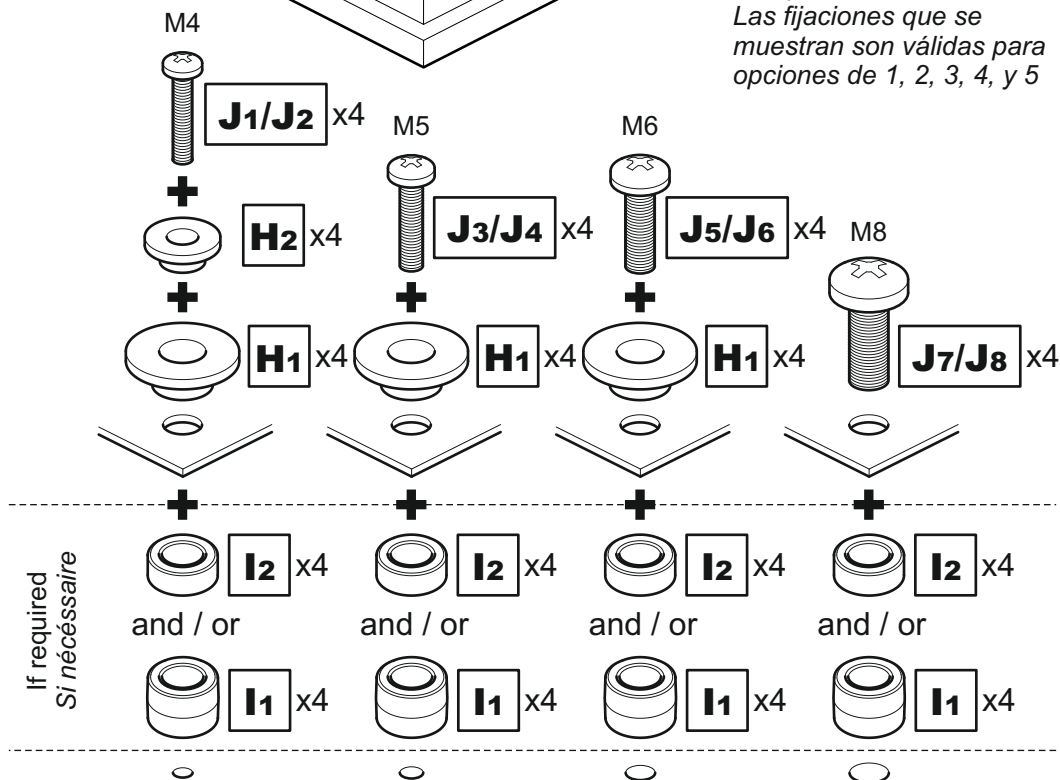 Las fijaciones que se
muestran son válidas para
opciones de 1, 2, 3, 4, y 5
M4
J1/J2 x4
M5
M6
J3/J4 x4
J5/J6 x4
M8
H2 x4
H1 x4
H1 x4
H1 x4
J7/J8 x4
If required
Si nécéssaire
I2 x4
I2 x4
I2 x4
I2 x4
and / or
and / or
and / or
and / or
I1 x4
I1 x4
I1 x4
I1 x4